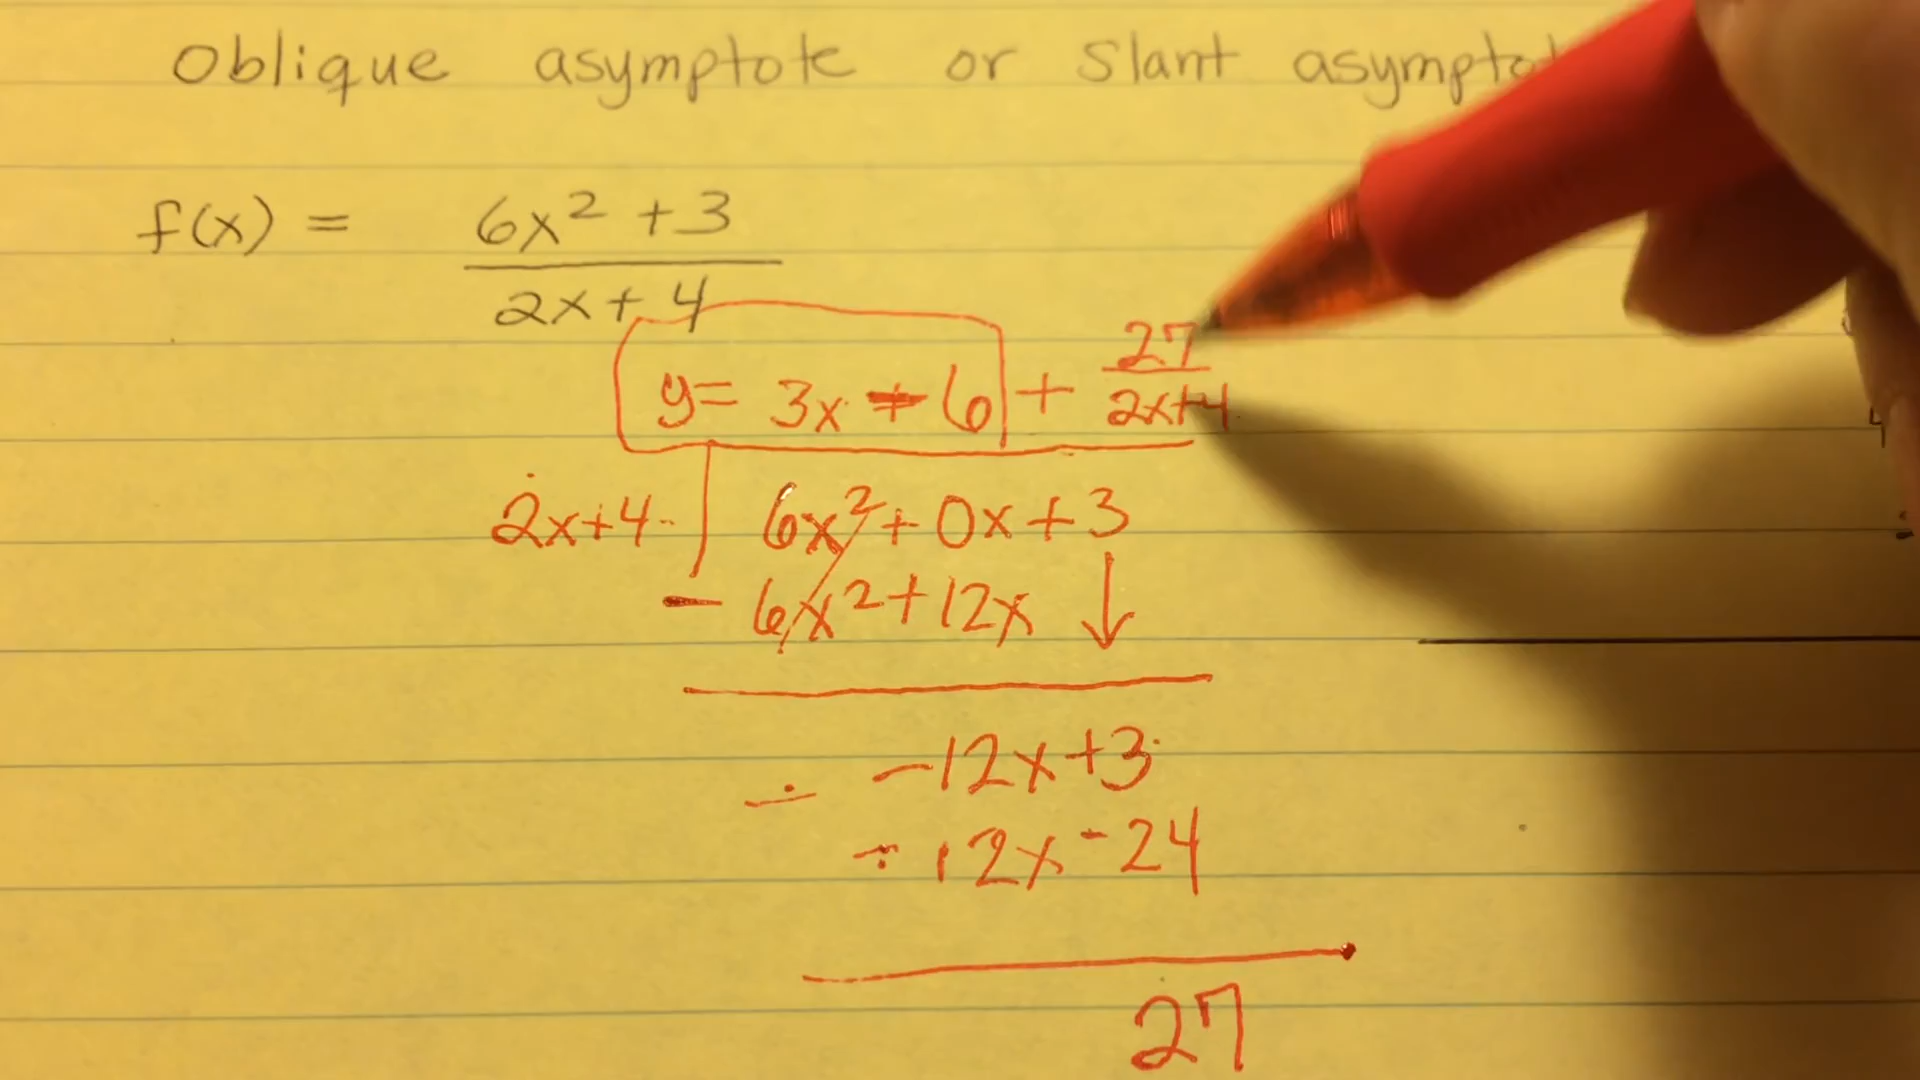 Oblique asymptote or Slant asymptot
f(x) = 6x² + 3
2x + 4
y = 3x - 6 + 27
2x+4
2x+4 6x² + 0x + 3
- 6x² + 12x ↓
- -12x+3
- 12x - 24
27